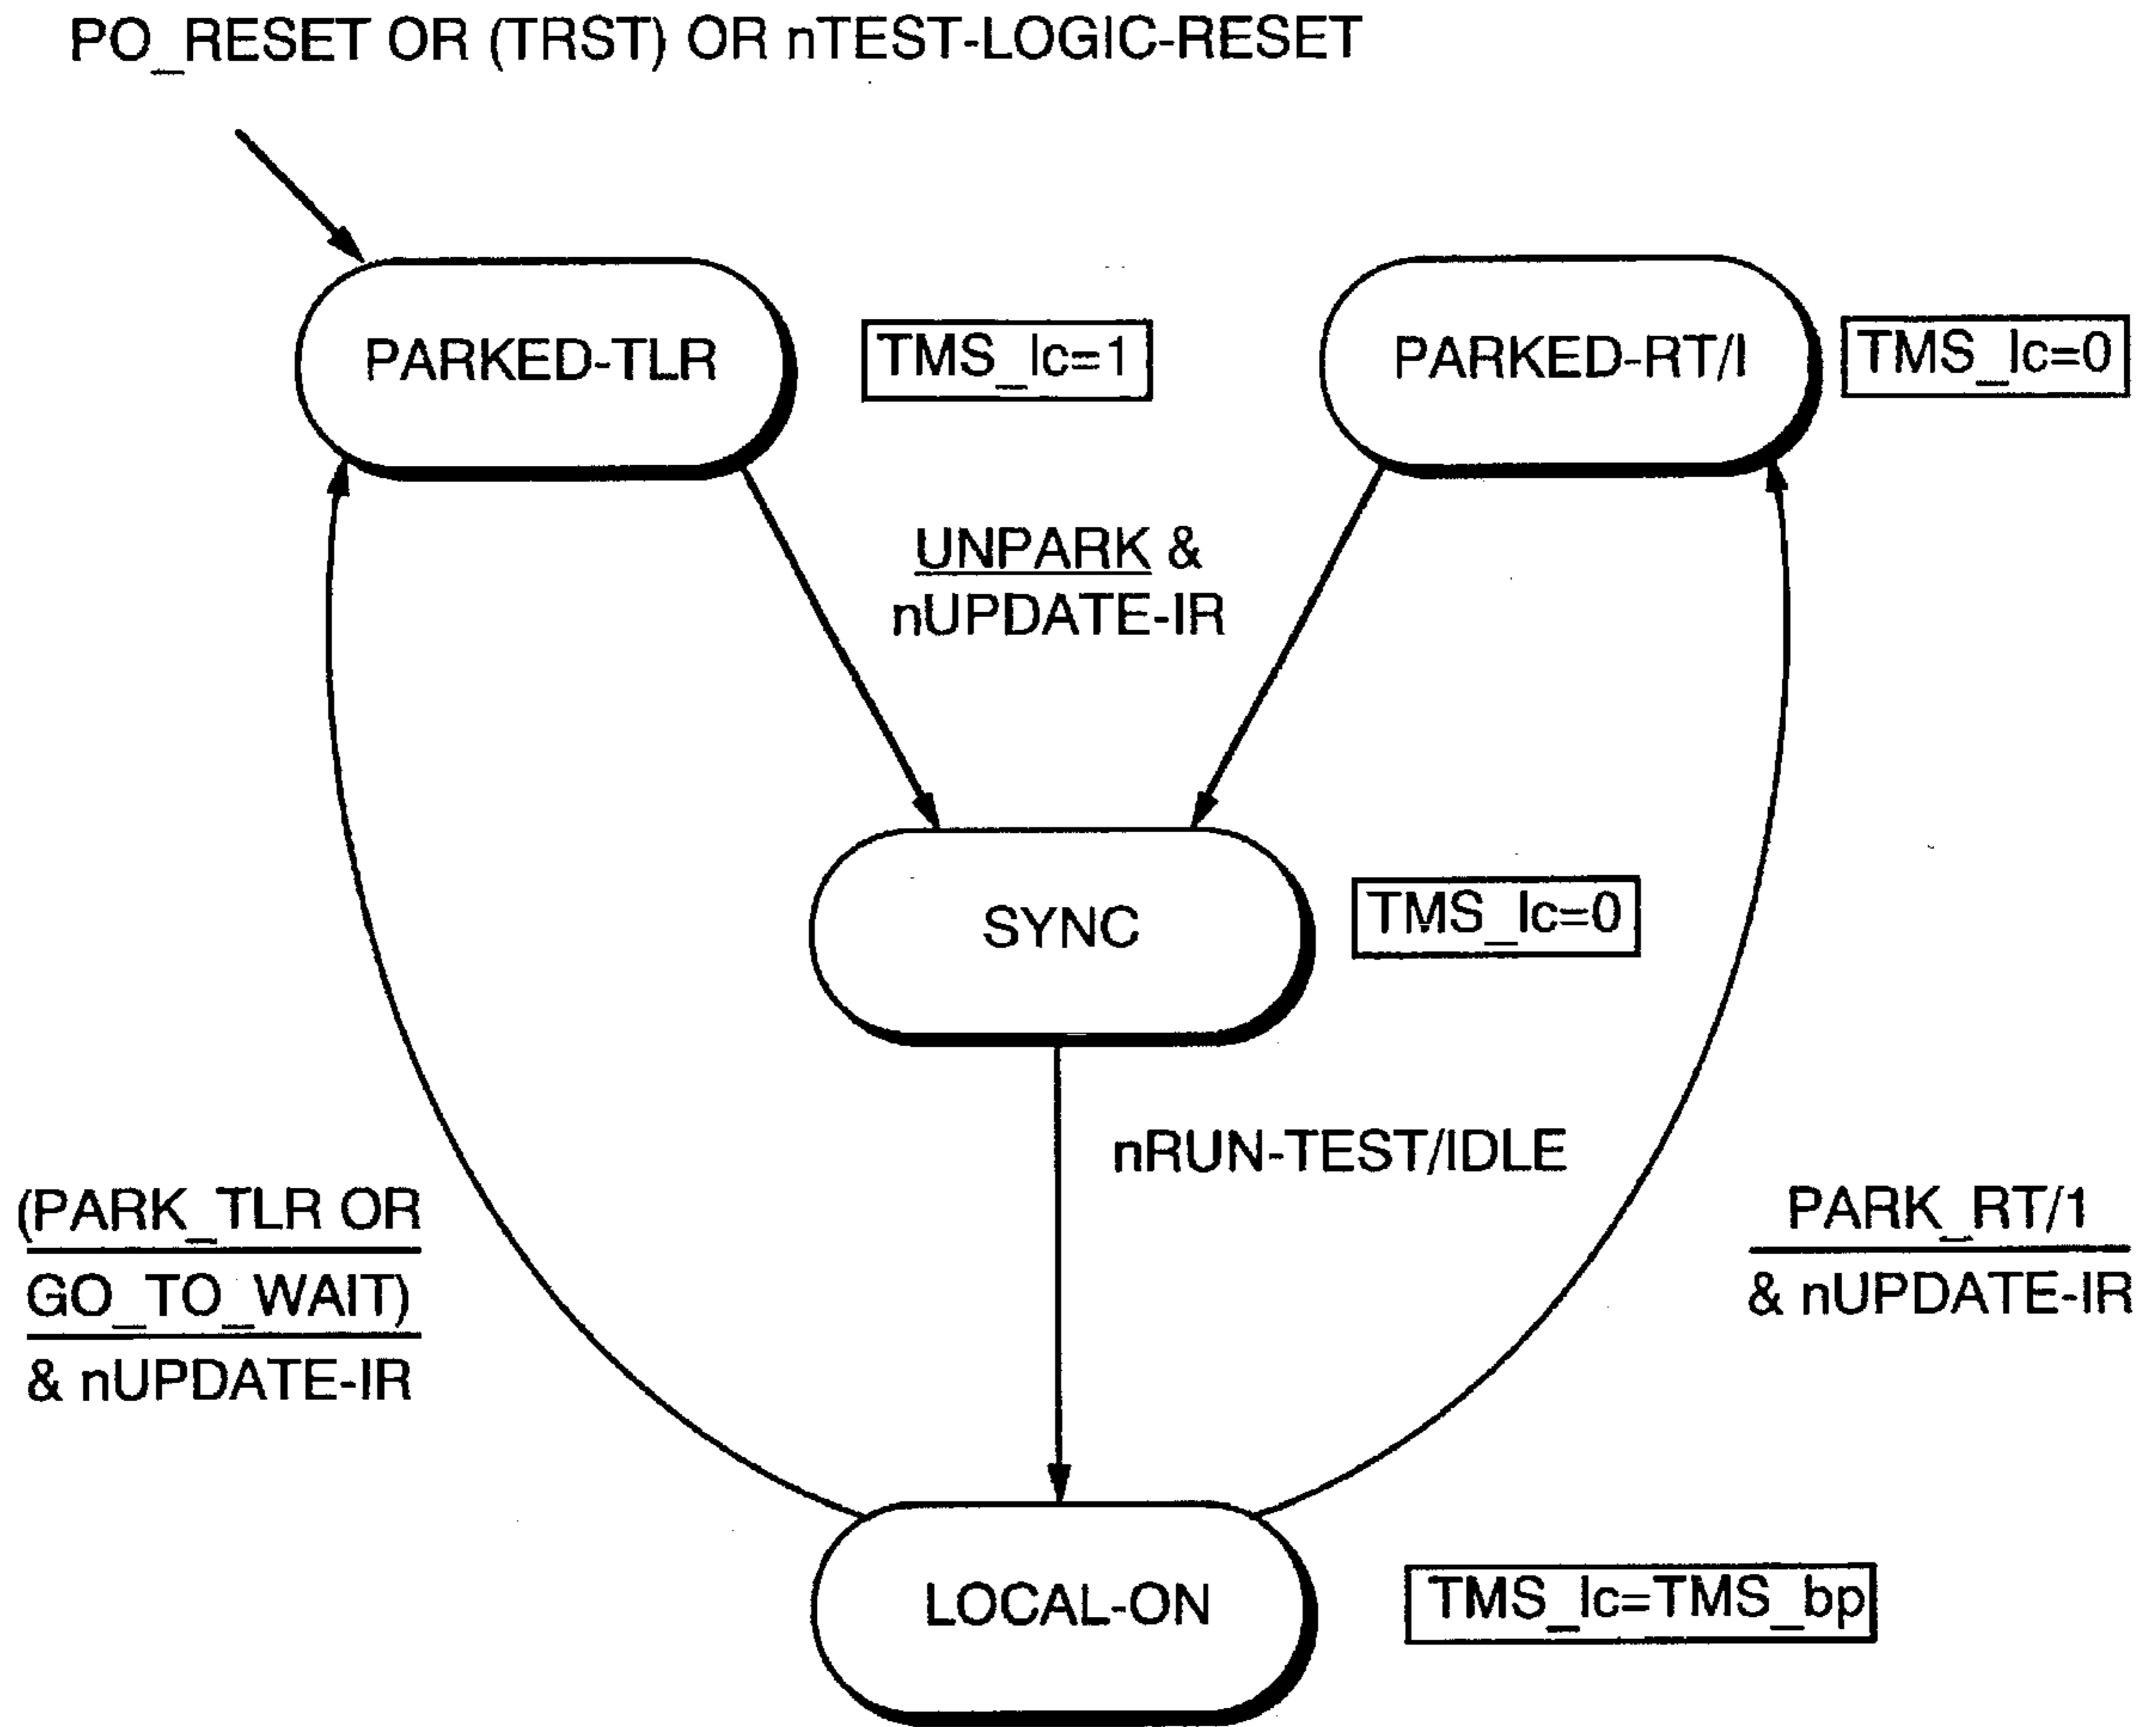 PO_RESET OR (TRST) OR nTEST-LOGIC-RESET
PARKED-TLR
TMS_lc=1
PARKED-RT/I
TMS_lc=0
UNPARK &
nUPDATE-IR
SYNC
TMS_lc=0
nRUN-TEST/IDLE
(PARK_TLR OR
GO_TO_WAIT)
& nUPDATE-IR
PARK_RT/1
& nUPDATE-IR
LOCAL-ON
TMS_lc=TMS_bp